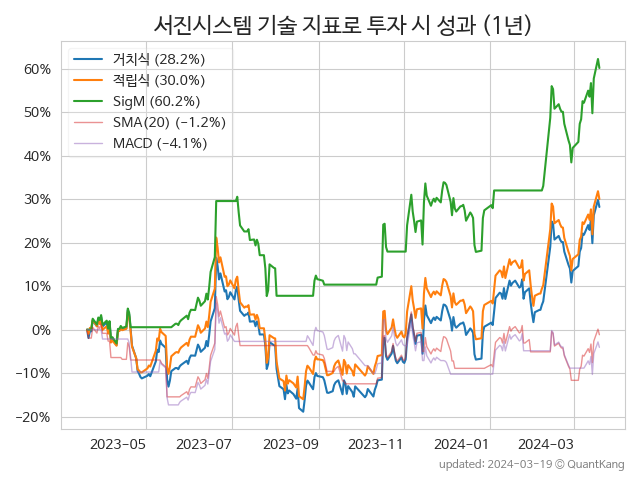 서진시스템 기술 지표로 투자 시 성과 (1년)
거치식 (28.2%)
적립식 (30.0%)
SigM (60.2%)
SMA(20) (−1.2%)
MACD (−4.1%)
60%
50%
40%
30%
20%
10%
0%
−10%
−20%
2023−05
2023−07
2023−09
2023−11
2024−01
2024−03
updated: 2024−03−19 © QuantKang